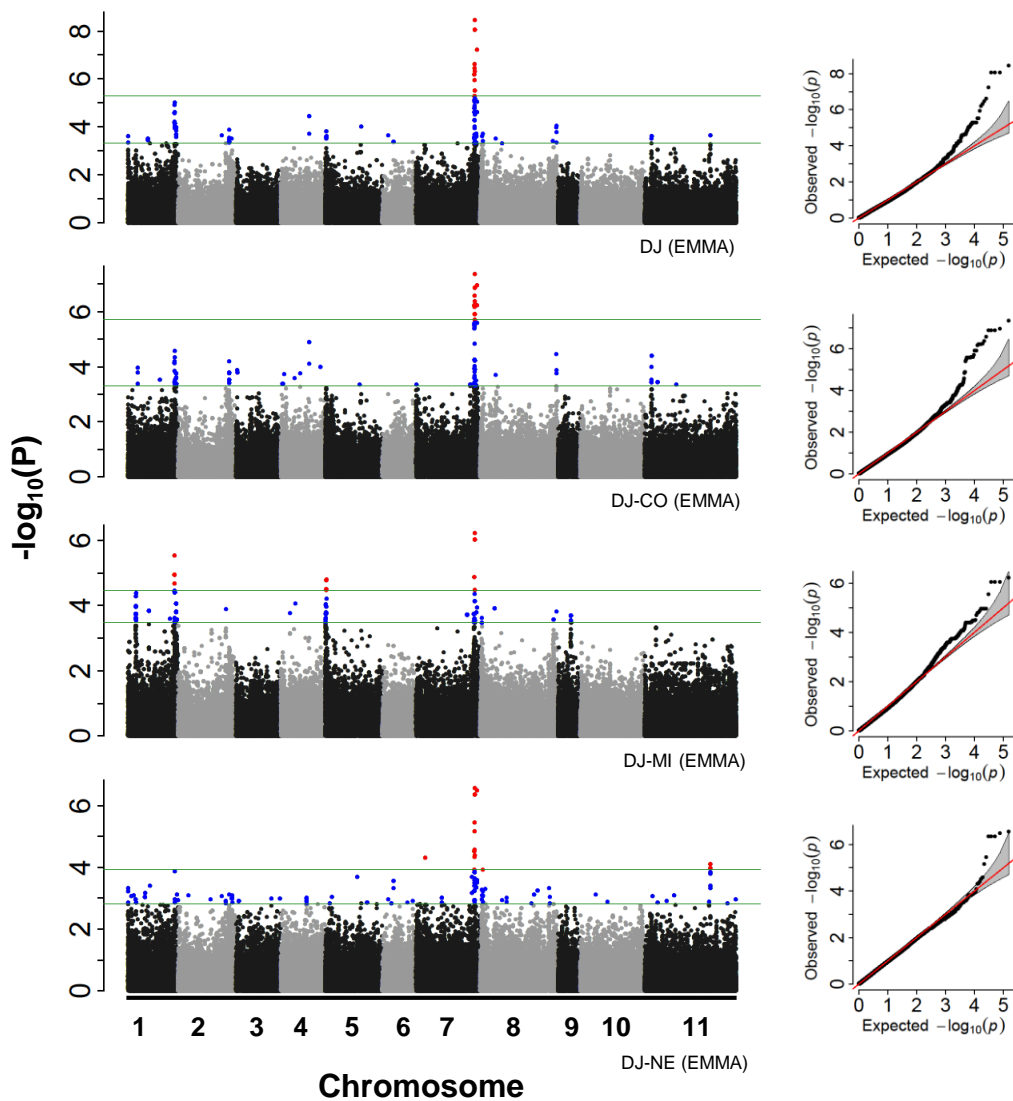 -log₁₀(P)
0 2 4 6 8
DJ (EMMA)
Observed −log₁₀(p)
0 2 4 6 8
0 1 2 3 4 5
Expected −log₁₀(p)
0 2 4 6
DJ-CO (EMMA)
Observed −log₁₀(p)
0 2 4 6
0 1 2 3 4 5
Expected −log₁₀(p)
0 2 4 6
DJ-MI (EMMA)
Observed −log₁₀(p)
0 2 4 6
0 1 2 3 4 5
Expected −log₁₀(p)
0 2 4 6
1 2 3 4 5 6 7 8 9 10 11
DJ-NE (EMMA)
Chromosome
Observed −log₁₀(p)
0 2 4 6
0 1 2 3 4 5
Expected −log₁₀(p)